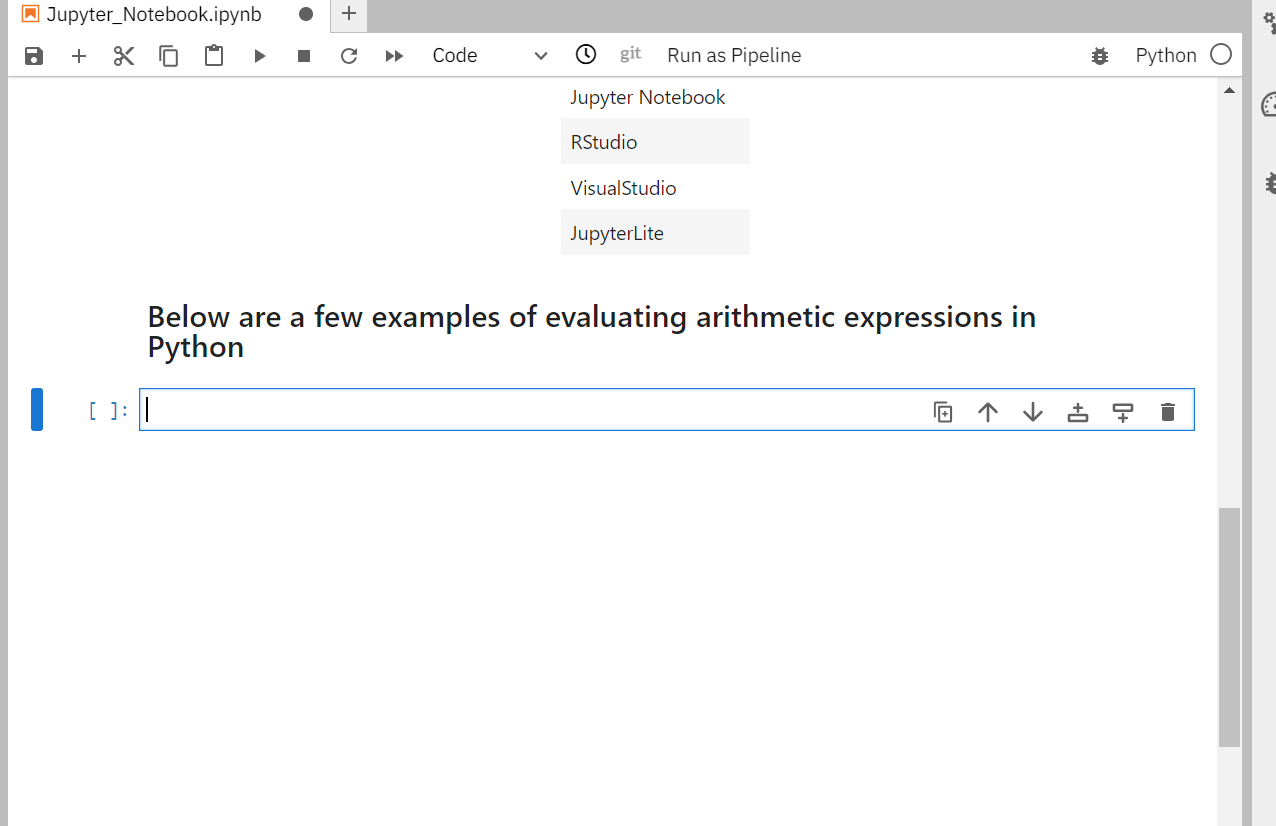 Jupyter_Notebook.ipynb
Code git Run as Pipeline Python
Jupyter Notebook
RStudio
VisualStudio
JupyterLite
Below are a few examples of evaluating arithmetic expressions in
Python
[ ]: